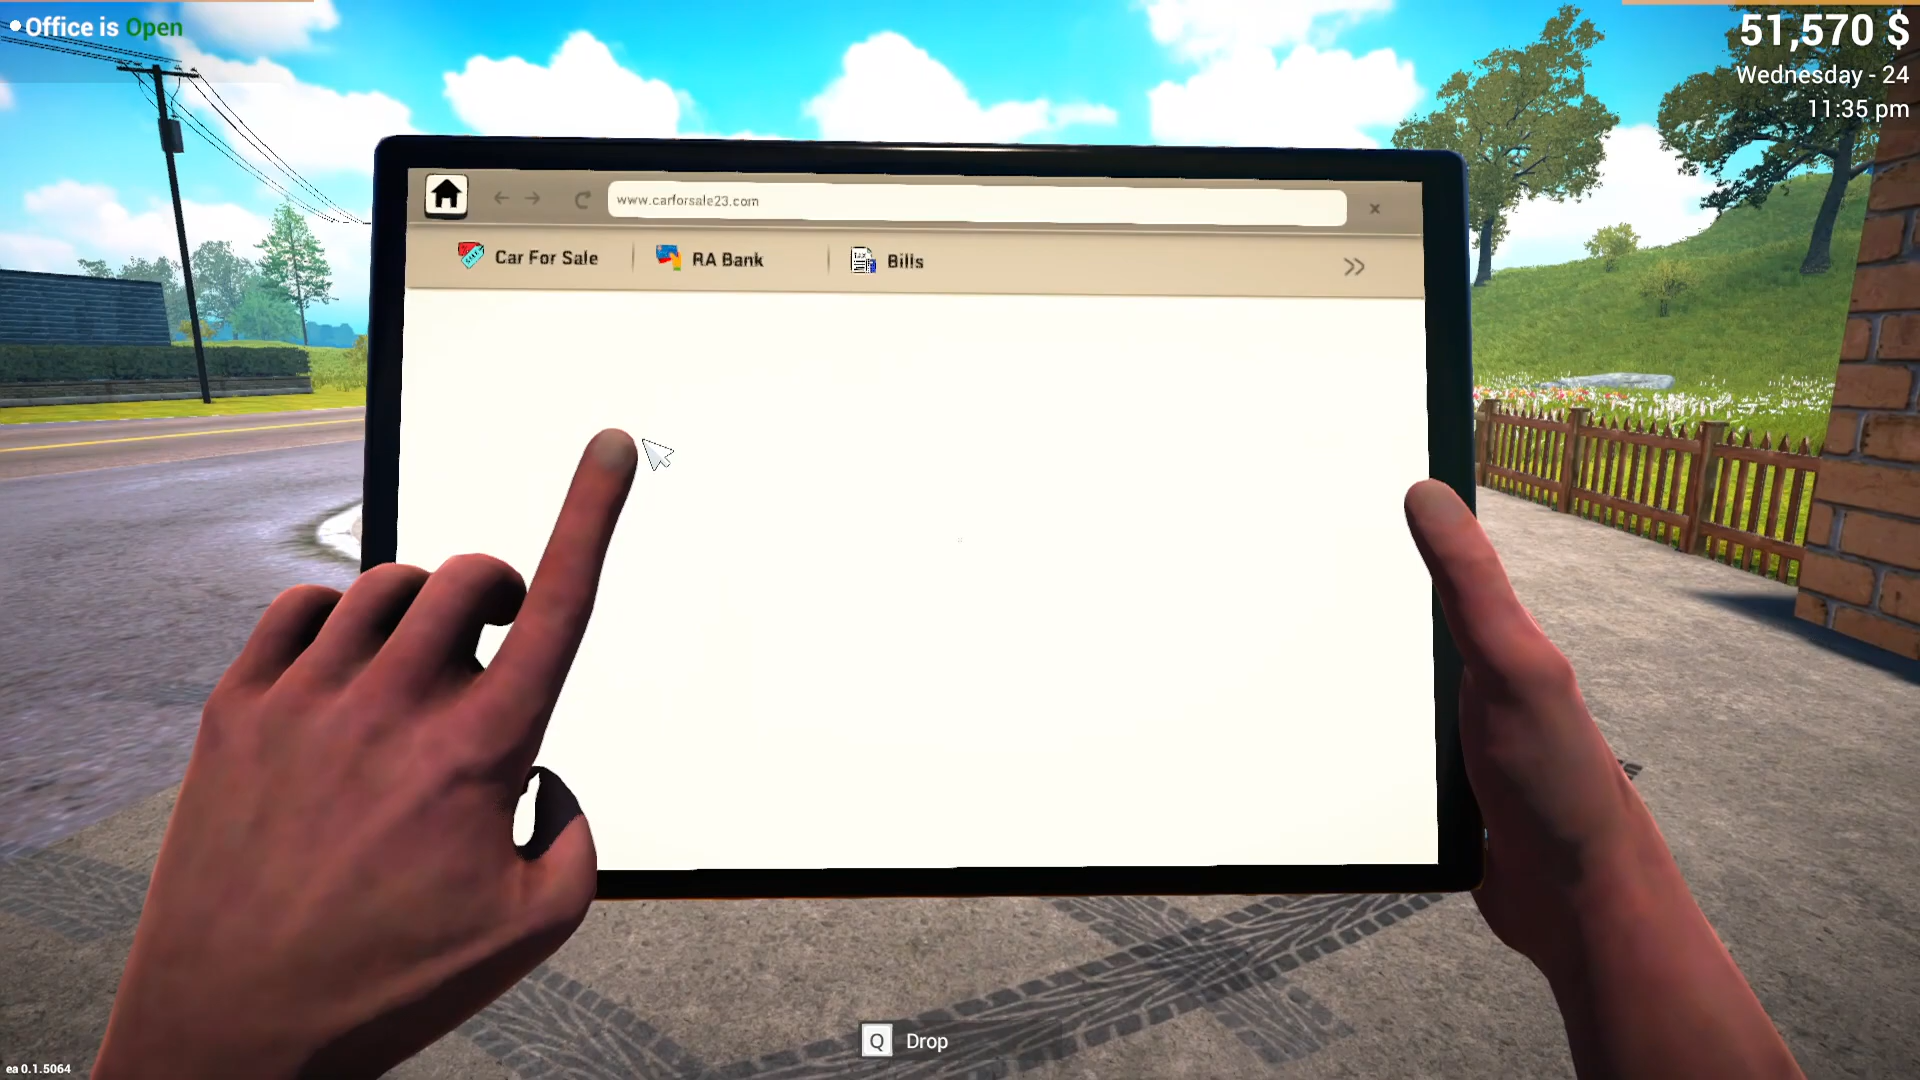 Office is Open
51,570 $
Wednesday - 24
11:35 pm
www.carforsale23.com
Car For Sale
RA Bank
Bills
Q Drop
ea 0.1.5064